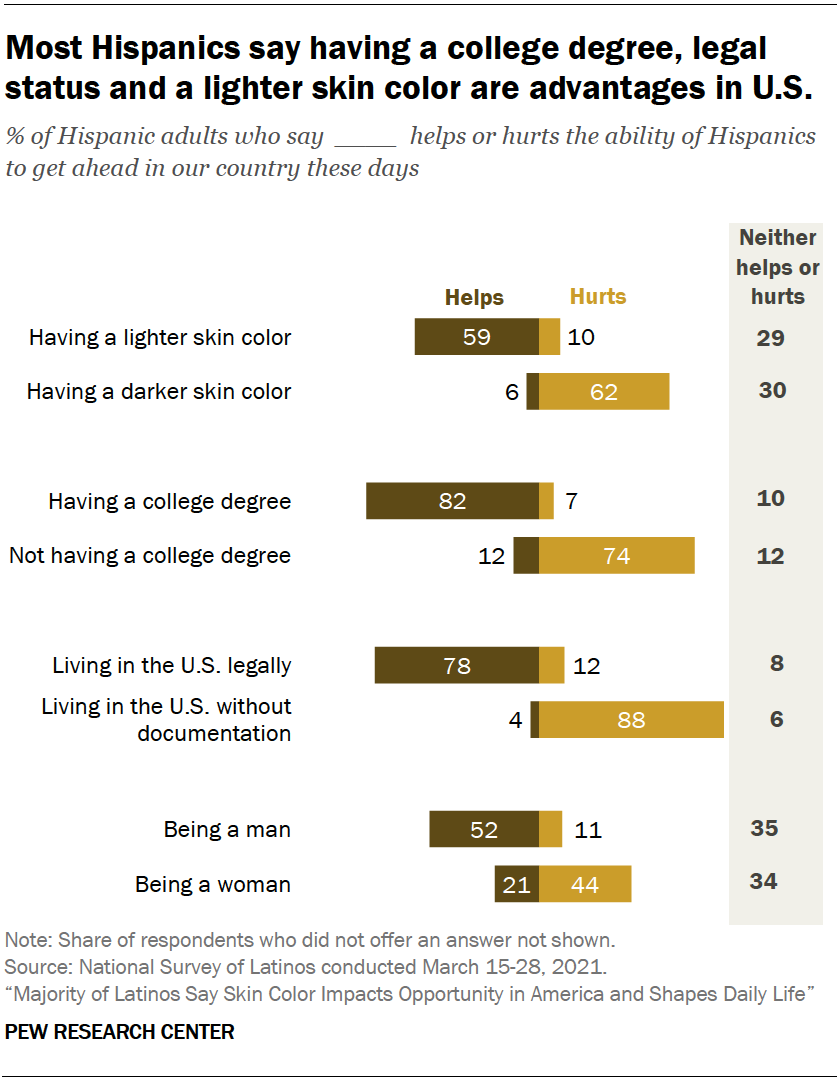 Most Hispanics say having a college degree, legal
status and a lighter skin color are advantages in U.S.
% of Hispanic adults who say ____ helps or hurts the ability of Hispanics
to get ahead in our country these days
Neither
helps or
hurts
Helps
Hurts
Having a lighter skin color 59 10 29
Having a darker skin color 6 62 30
Having a college degree 82 7 10
Not having a college degree 12 74 12
Living in the U.S. legally 78 12 8
Living in the U.S. without
documentation 4 88 6
Being a man 52 11 35
Being a woman 21 44 34
Note: Share of respondents who did not offer an answer not shown.
Source: National Survey of Latinos conducted March 15-28, 2021.
“Majority of Latinos Say Skin Color Impacts Opportunity in America and Shapes Daily Life”
PEW RESEARCH CENTER